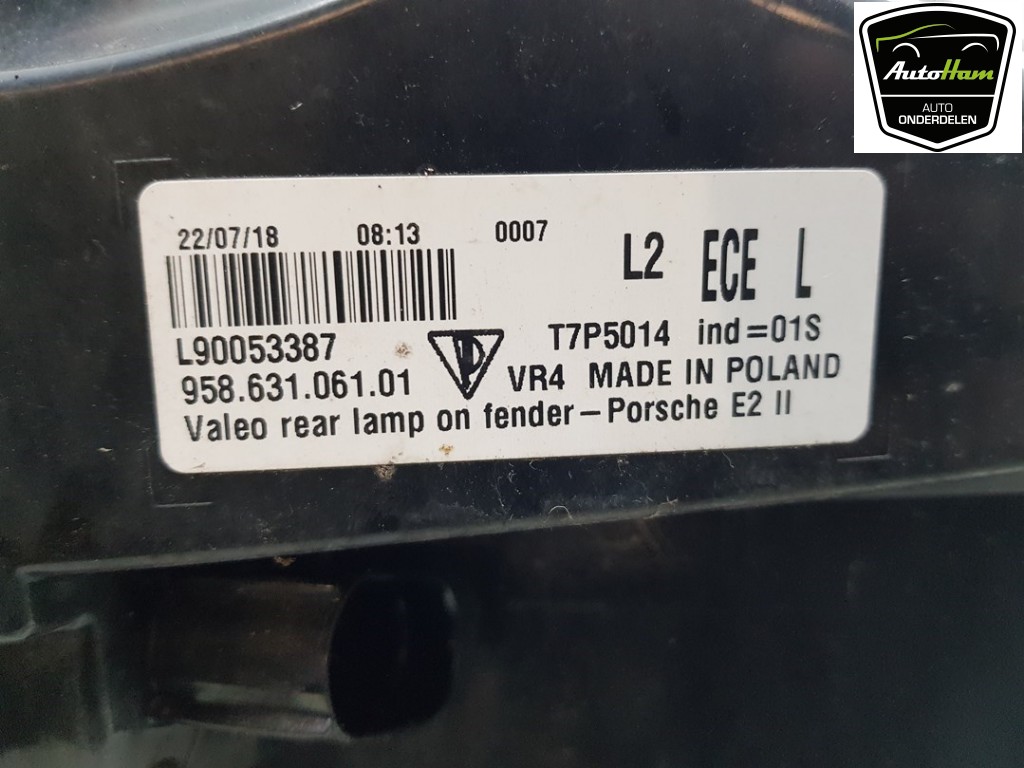 AutoHam
AUTO
ONDERDELEN
22/07/18 08:13 0007
L2 ECE L
L90053387
T7P5014 ind=01S
958.631.061.01
VR4 MADE IN POLAND
Valeo rear lamp on fender-Porsche E2 II